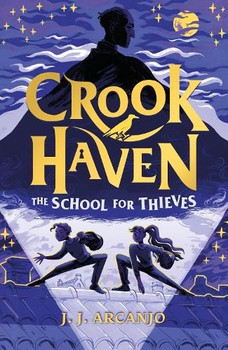 CROOK
HAVEN
THE SCHOOL FOR THIEVES
J. J. ARCANJO